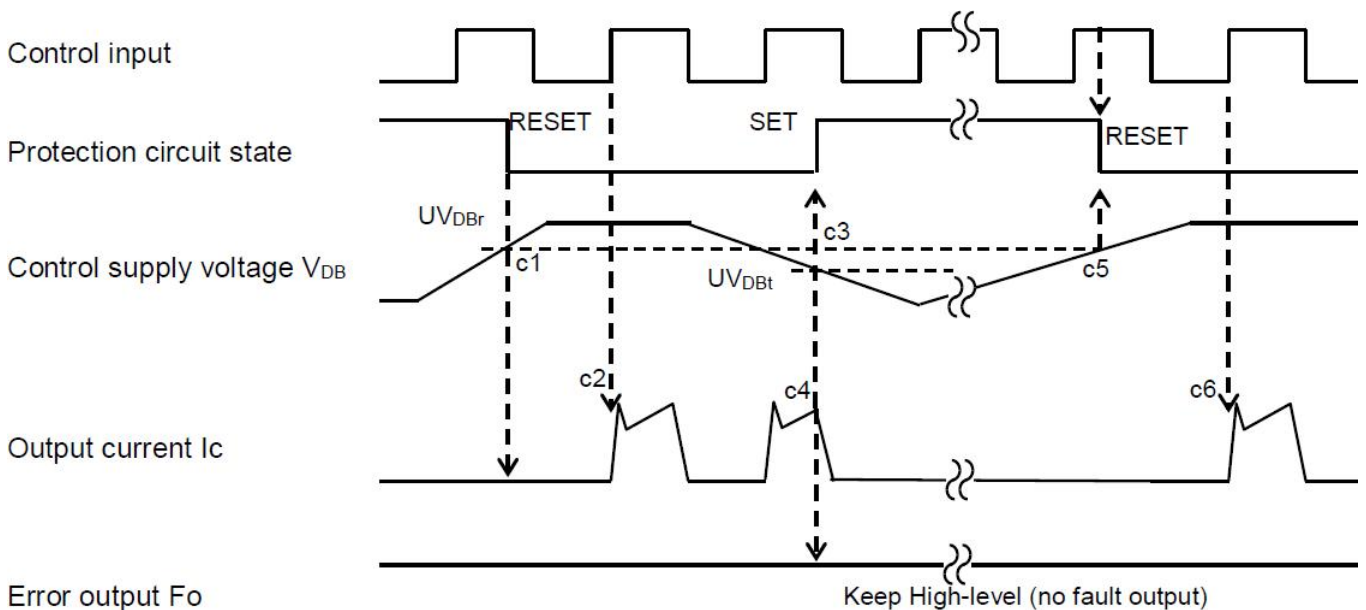 Control input
RESET
SET
RESET
Protection circuit state
UVDBr
c1
c3
c5
Control supply voltage VDB
UVDBt
c2
c4
c6
Output current Ic
Error output Fo
Keep High-level (no fault output)